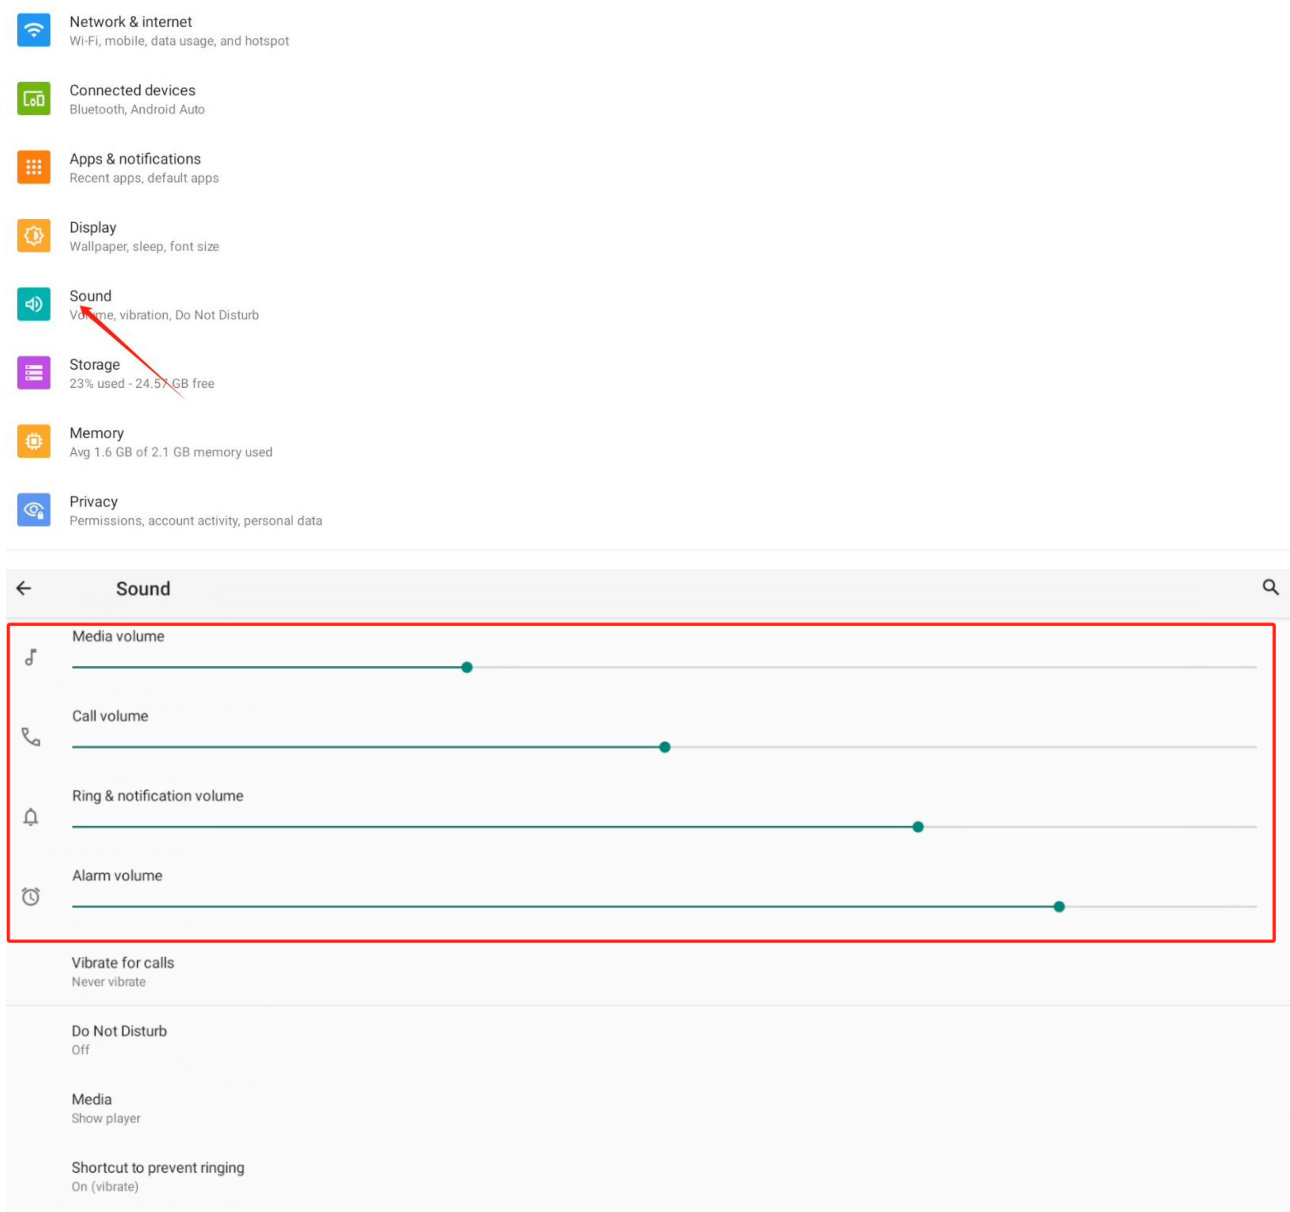 Network & internet
Wi-Fi, mobile, data usage, and hotspot
Connected devices
Bluetooth, Android Auto
Apps & notifications
Recent apps, default apps
Display
Wallpaper, sleep, font size
Sound
Volume, vibration, Do Not Disturb
Storage
23% used - 24.57 GB free
Memory
Avg 1.6 GB of 2.1 GB memory used
Privacy
Permissions, account activity, personal data
Sound
Media volume
Call volume
Ring & notification volume
Alarm volume
Vibrate for calls
Never vibrate
Do Not Disturb
Off
Media
Show player
Shortcut to prevent ringing
On (vibrate)